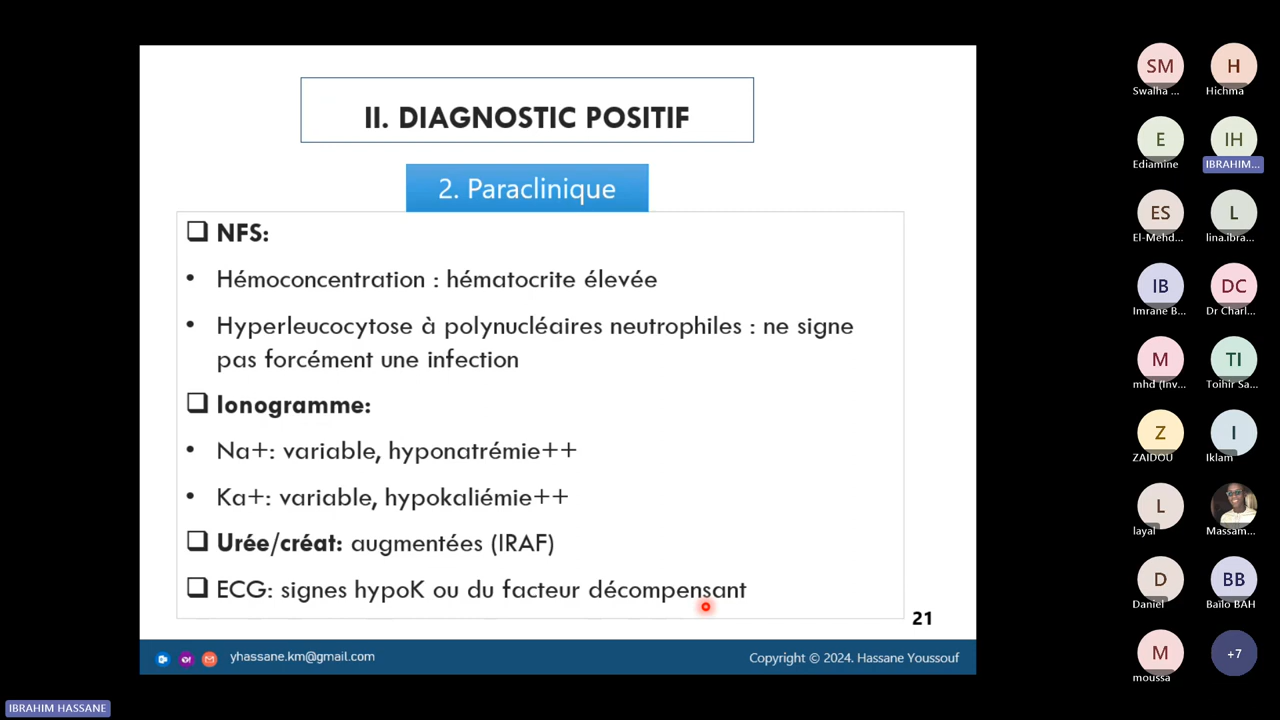 II. DIAGNOSTIC POSITIF
2. Paraclinique
❑ NFS:
• Hémoconcentration : hématocrite élevée
• Hyperleucocytose à polynucléaires neutrophiles : ne signe
pas forcément une infection
❑ Ionogramme:
• Na+: variable, hyponatrémie++
• Ka+: variable, hypokaliémie++
❑ Urée/créat: augmentées (IRAF)
❑ ECG: signes hypoK ou du facteur décompensant
21
yhassane.km@gmail.com
Copyright © 2024. Hassane Youssouf
IBRAHIM HASSANE
SM
Swalha ...
H
Hichma
E
Ediamine
IH
IBRAHIM...
ES
El-Mehd...
L
lina.ibra...
IB
Imrane B...
DC
Dr Charl...
M
mhd (Inv...
TI
Toihir Sa...
Z
ZAIDOU
I
Iklam
L
layal
Massam...
D
Daniel
BB
Baïlo BAH
M
moussa
+7